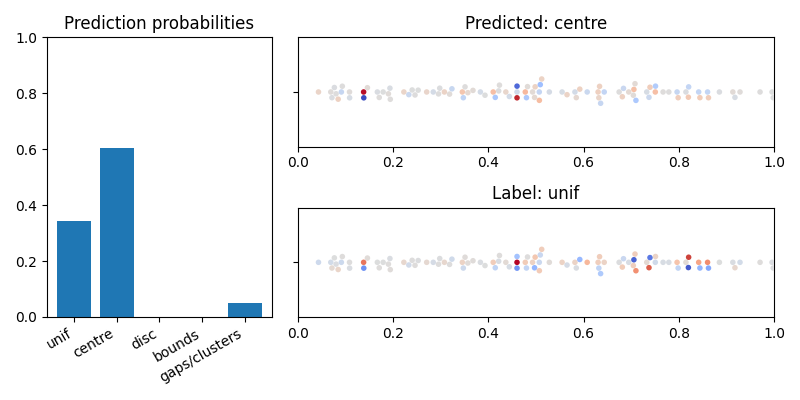 Prediction probabilities
1.0
0.8
0.6
0.4
0.2
0.0
unif
centre
disc
bounds
gaps/clusters
Predicted: centre
0.0 0.2 0.4 0.6 0.8 1.0
Label: unif
0.0 0.2 0.4 0.6 0.8 1.0